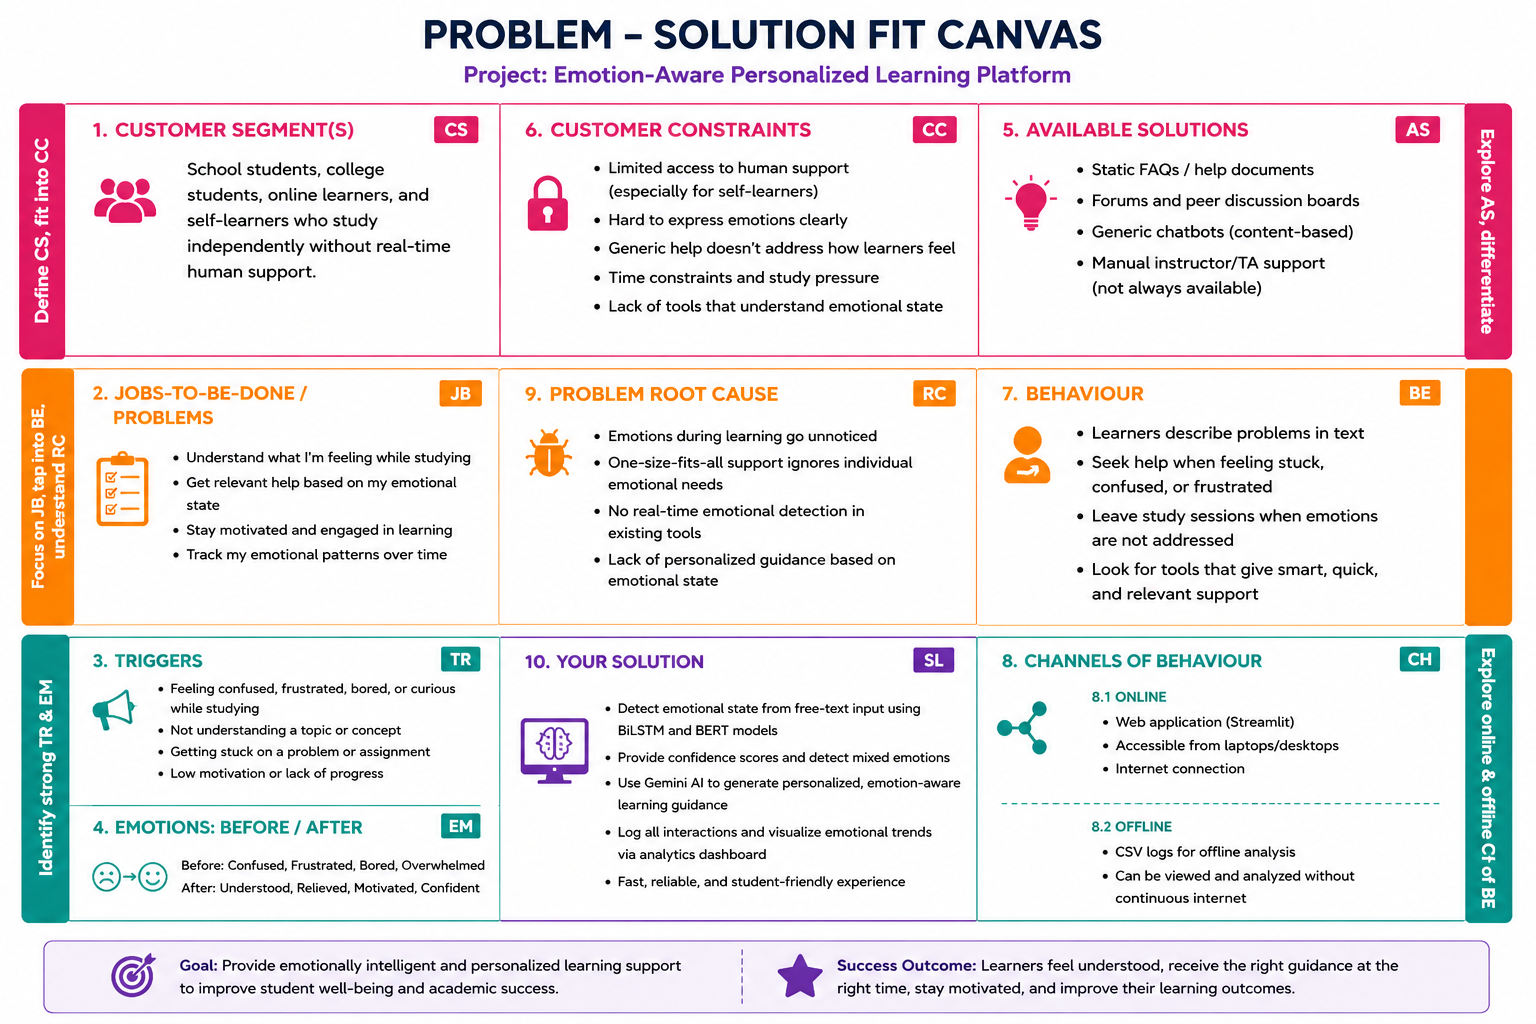 PROBLEM – SOLUTION FIT CANVAS
Project: Emotion-Aware Personalized Learning Platform
Define CS, fit into CC
1. CUSTOMER SEGMENT(S)
CS
School students, college
students, online learners, and
self-learners who study
independently without real-time
human support.
6. CUSTOMER CONSTRAINTS
CC
• Limited access to human support
(especially for self-learners)
• Hard to express emotions clearly
• Generic help doesn't address how learners feel
• Time constraints and study pressure
• Lack of tools that understand emotional state
5. AVAILABLE SOLUTIONS
AS
• Static FAQs / help documents
• Forums and peer discussion boards
• Generic chatbots (content-based)
• Manual instructor/TA support
(not always available)
Explore AS, differentiate
Focus on JB, tap into BE,
understand RC
2. JOBS-TO-BE-DONE /
PROBLEMS
JB
• Understand what I'm feeling while studying
• Get relevant help based on my emotional
state
• Stay motivated and engaged in learning
• Track my emotional patterns over time
9. PROBLEM ROOT CAUSE
RC
• Emotions during learning go unnoticed
• One-size-fits-all support ignores individual
emotional needs
• No real-time emotional detection in
existing tools
• Lack of personalized guidance based on
emotional state
7. BEHAVIOUR
BE
• Learners describe problems in text
• Seek help when feeling stuck,
confused, or frustrated
• Leave study sessions when emotions
are not addressed
• Look for tools that give smart, quick,
and relevant support
Identify strong TR & EM
3. TRIGGERS
TR
• Feeling confused, frustrated, bored, or curious
while studying
• Not understanding a topic or concept
• Getting stuck on a problem or assignment
• Low motivation or lack of progress
4. EMOTIONS: BEFORE / AFTER
EM
Before: Confused, Frustrated, Bored, Overwhelmed
After: Understood, Relieved, Motivated, Confident
10. YOUR SOLUTION
SL
• Detect emotional state from free-text input using
BiLSTM and BERT models
• Provide confidence scores and detect mixed emotions
• Use Gemini AI to generate personalized, emotion-aware
learning guidance
• Log all interactions and visualize emotional trends
via analytics dashboard
• Fast, reliable, and student-friendly experience
8. CHANNELS OF BEHAVIOUR
CH
8.1 ONLINE
• Web application (Streamlit)
• Accessible from laptops/desktops
• Internet connection
8.2 OFFLINE
• CSV logs for offline analysis
• Can be viewed and analyzed without
continuous internet
Explore online & offline of BE
Goal: Provide emotionally intelligent and personalized learning support
to improve student well-being and academic success.
Success Outcome: Learners feel understood, receive the right guidance at the
right time, stay motivated, and improve their learning outcomes.